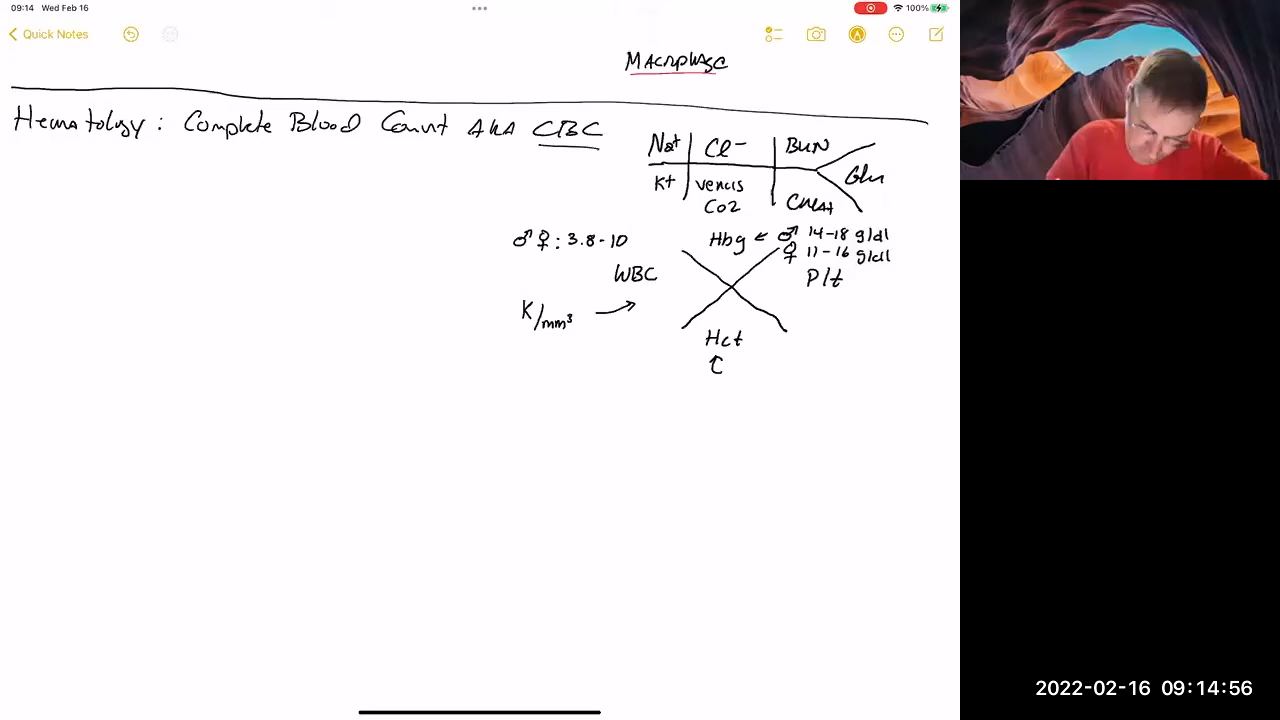 09:14 Wed Feb 16
100%
Quick Notes
Macrophage
Hematology: Complete Blood Count AKA CBC
Na+ Cl- BUN
Glu
K+ venus CO2 Creat
♂ ♀: 3.8-10
Hbg ← ♂ 14-18 g/dl
♀ 11-16 g/dl
WBC Plt
K/mm³ →
Hct
↑
2022-02-16 09:14:56